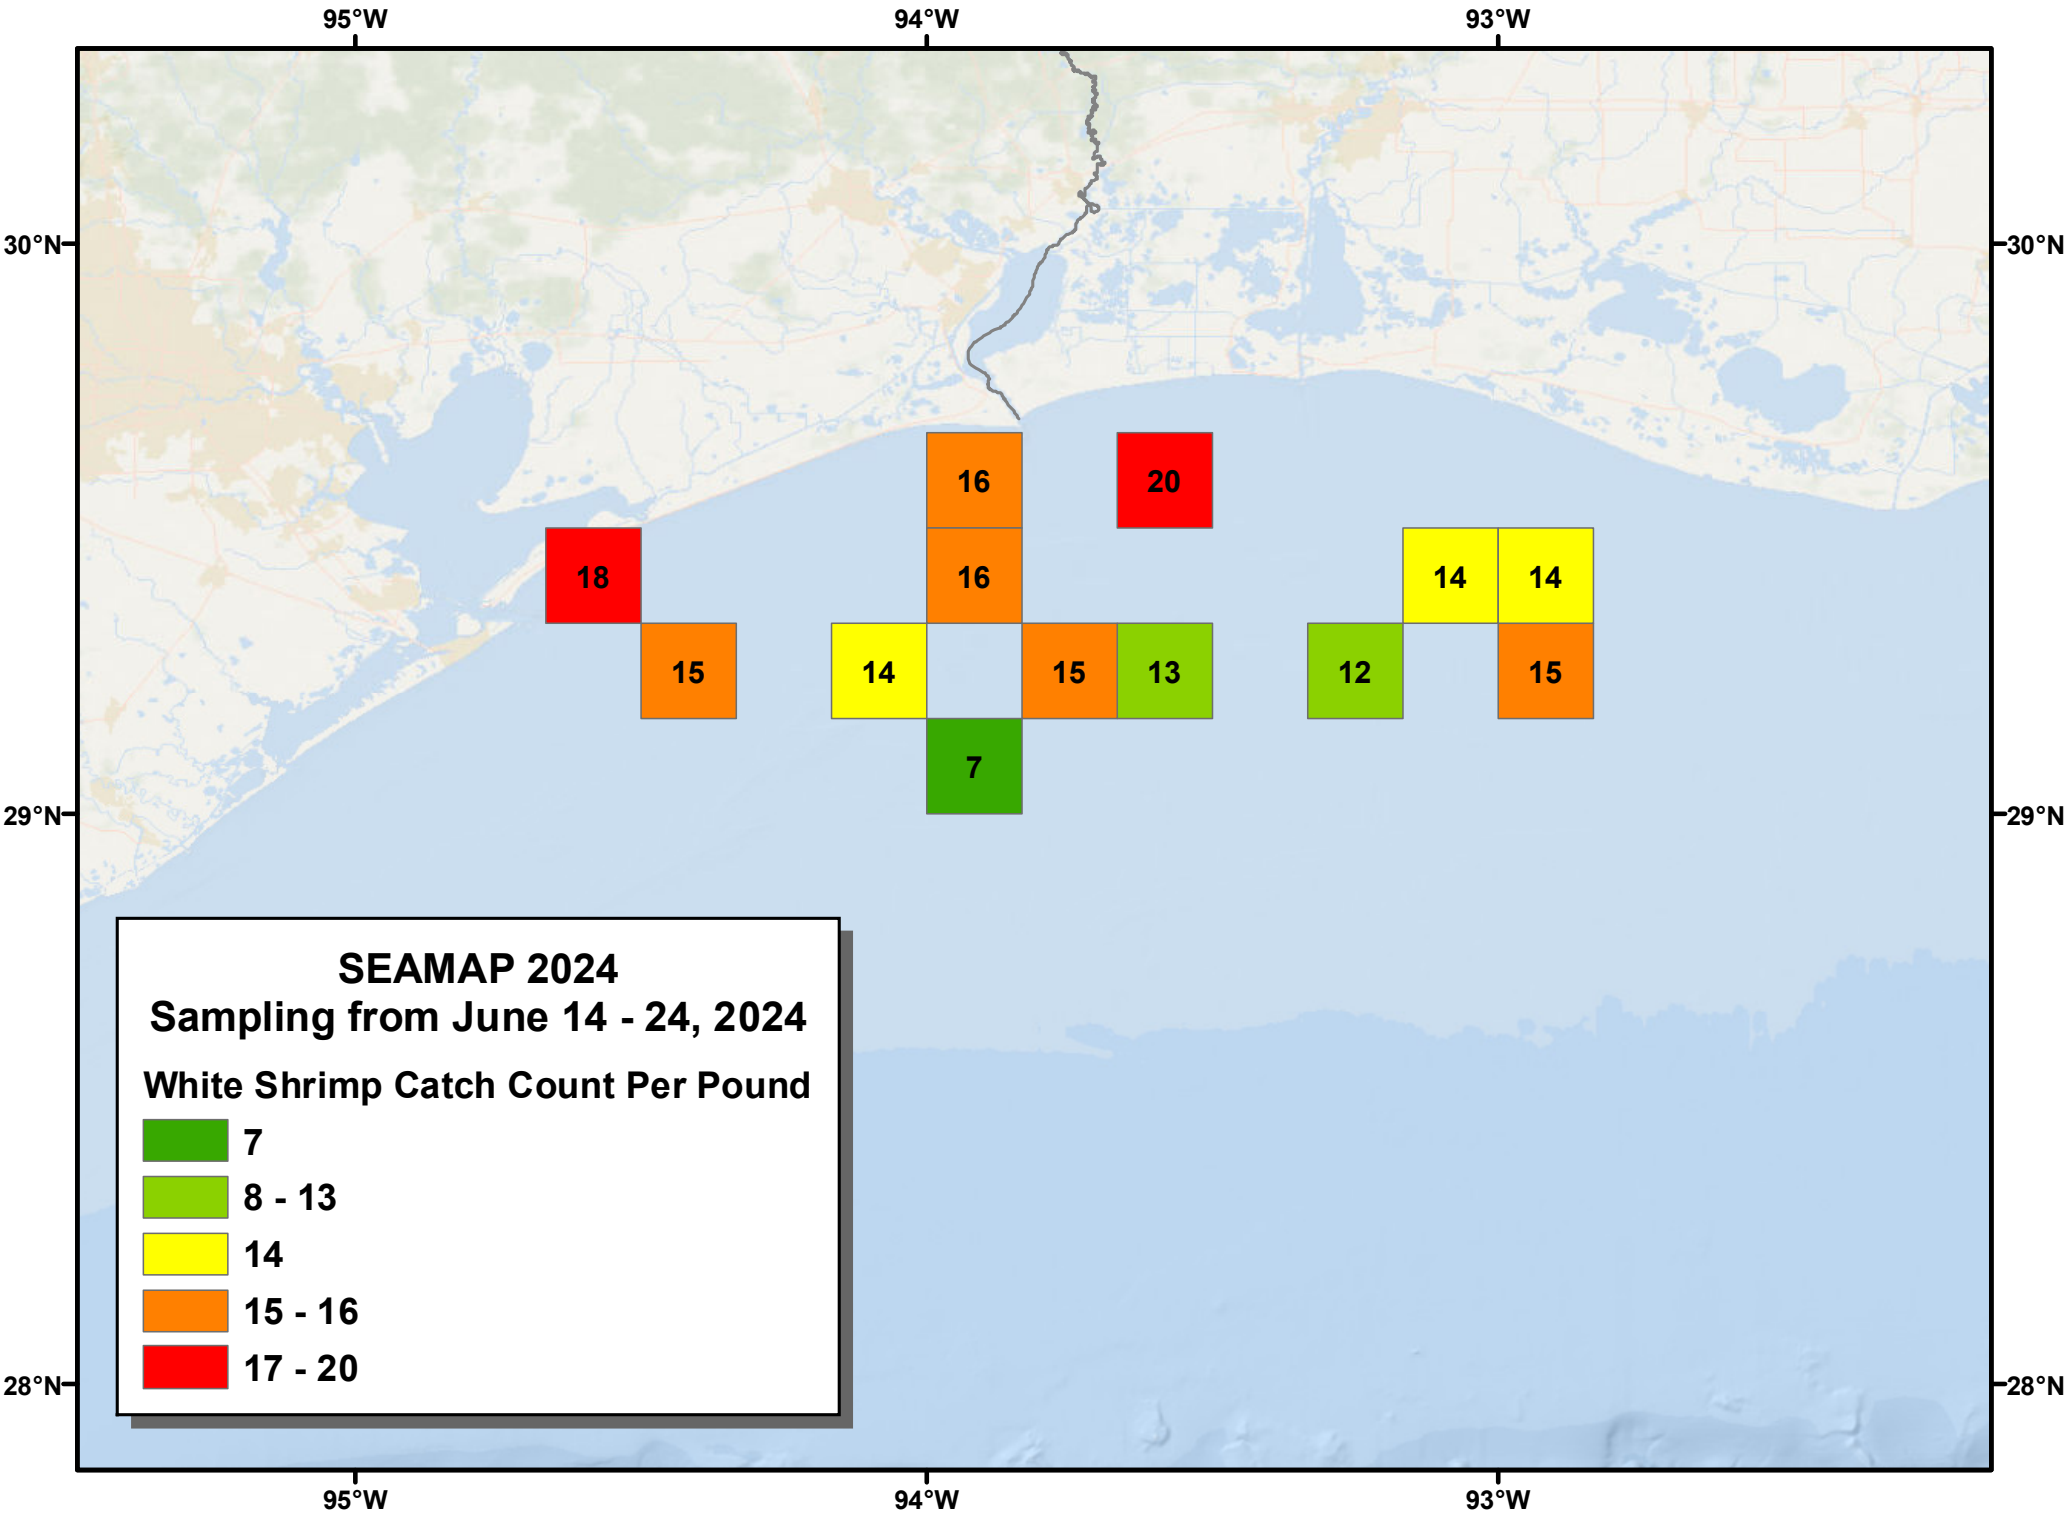 95°W 94°W 93°W
30°N 30°N
16 20
18 16 14 14
15 14 15 13 12 15
7
29°N 29°N
SEAMAP 2024
Sampling from June 14 - 24, 2024
White Shrimp Catch Count Per Pound
7
8 - 13
14
15 - 16
17 - 20
28°N 28°N
95°W 94°W 93°W